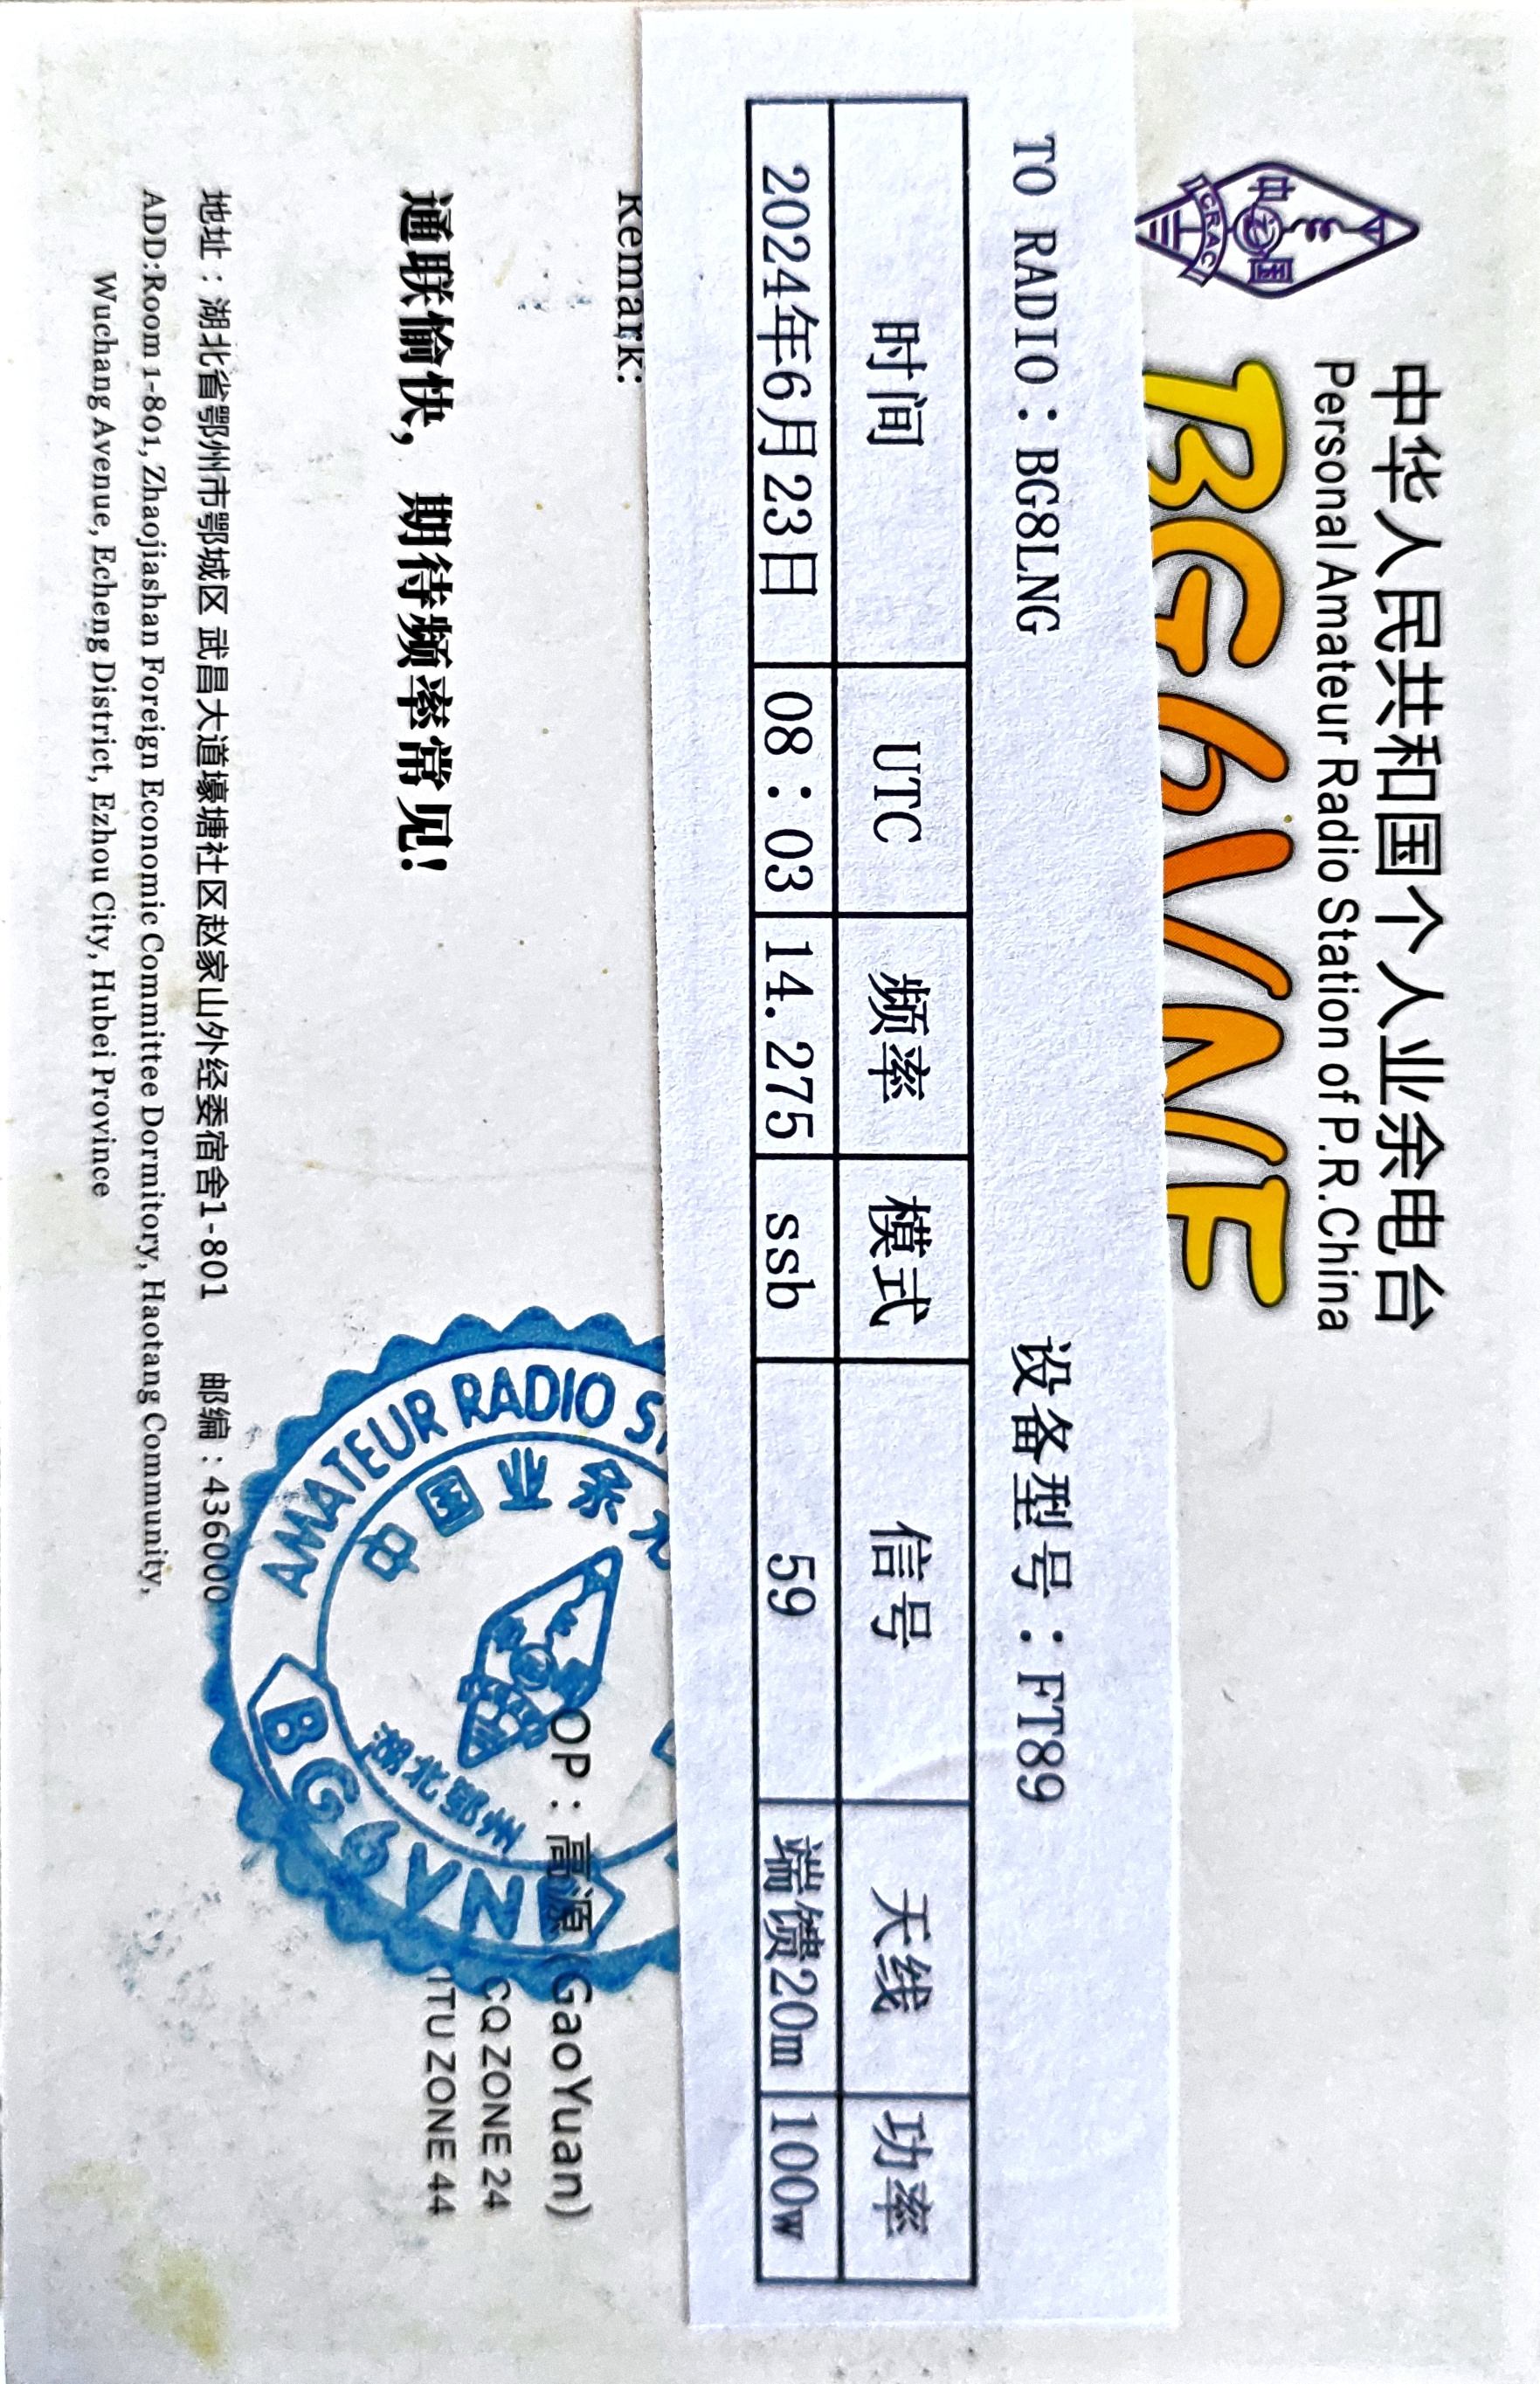 中国
CRAC
中华人民共和国个人业余电台
Personal Amateur Radio Station of P.R.China
BG6VNE
TO RADIO：BG8LNG 设备型号：FT89
时间 UTC 频率 模式 信号 天线 功率
2024年6月23日 08：03 14.275 ssb 59 端馈20m 100w
Remark:
OP：高源 (GaoYuan)
CQ ZONE 24
ITU ZONE 44
通联愉快，期待频率常见!
AMATEUR RADIO
中国业余
湖北鄂州
BG6VN
地址：湖北省鄂州市鄂城区 武昌大道壕塘社区赵家山外经委宿舍1-801 邮编：436000
ADD:Room 1-801, Zhaojiashan Foreign Economic Committee Dormitory, Haotang Community,
Wuchang Avenue, Echeng District, Ezhou City, Hubei Province